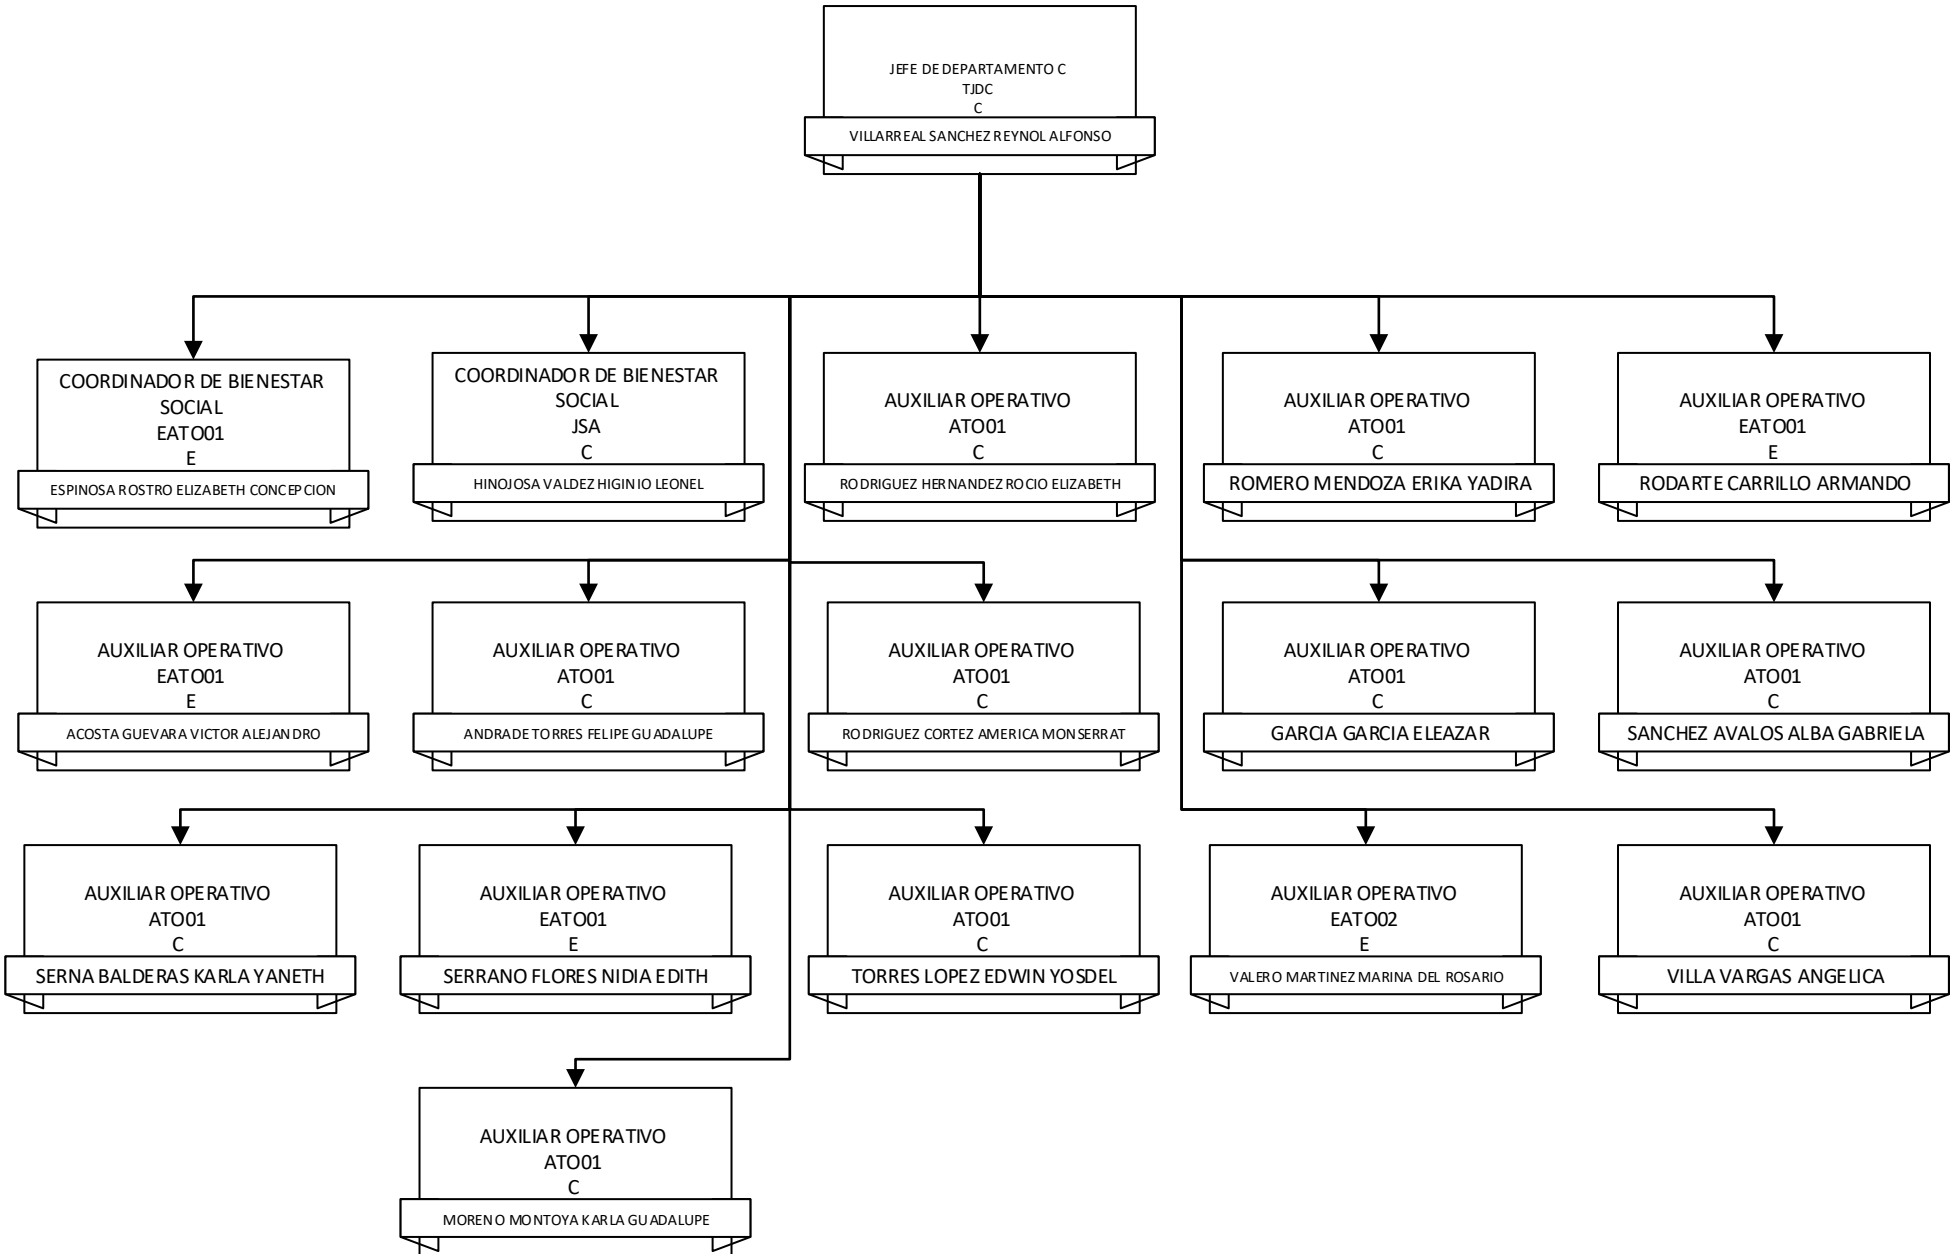 JEFE DE DEPARTAMENTO C
TJDC
C
VILLARREAL SANCHEZ REYNOL ALFONSO
COORDINADOR DE BIENESTAR
SOCIAL
EATO01
E
ESPINOSA ROSTRO ELIZABETH CONCEPCION
COORDINADOR DE BIENESTAR
SOCIAL
JSA
C
HINOJOSA VALDEZ HIGINIO LEONEL
AUXILIAR OPERATIVO
ATO01
C
RODRIGUEZ HERNANDEZ ROCIO ELIZABETH
AUXILIAR OPERATIVO
ATO01
C
ROMERO MENDOZA ERIKA YADIRA
AUXILIAR OPERATIVO
EATO01
E
RODARTE CARRILLO ARMANDO
AUXILIAR OPERATIVO
EATO01
E
ACOSTA GUEVARA VICTOR ALEJANDRO
AUXILIAR OPERATIVO
ATO01
C
ANDRADE TORRES FELIPE GUADALUPE
AUXILIAR OPERATIVO
ATO01
C
RODRIGUEZ CORTEZ AMERICA MONSERRAT
AUXILIAR OPERATIVO
ATO01
C
GARCIA GARCIA ELEAZAR
AUXILIAR OPERATIVO
ATO01
C
SANCHEZ AVALOS ALBA GABRIELA
AUXILIAR OPERATIVO
ATO01
C
SERNA BALDERAS KARLA YANETH
AUXILIAR OPERATIVO
EATO01
E
SERRANO FLORES NIDIA EDITH
AUXILIAR OPERATIVO
ATO01
C
TORRES LOPEZ EDWIN YOSDEL
AUXILIAR OPERATIVO
EATO02
E
VALERO MARTINEZ MARINA DEL ROSARIO
AUXILIAR OPERATIVO
ATO01
C
VILLA VARGAS ANGELICA
AUXILIAR OPERATIVO
ATO01
C
MORENO MONTOYA KARLA GUADALUPE